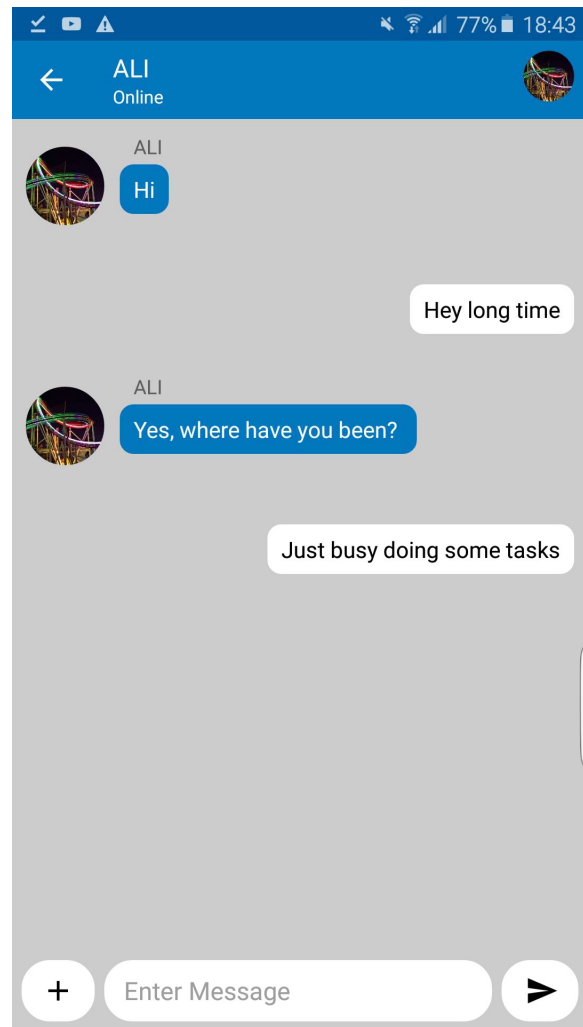 77% 18:43
ALI
Online
ALI
Hi
Hey long time
ALI
Yes, where have you been?
Just busy doing some tasks
Enter Message